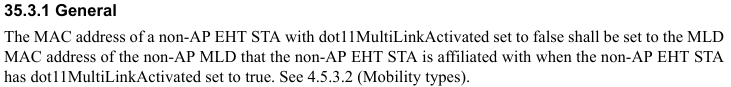 35.3.1 General
The MAC address of a non-AP EHT STA with dot11MultiLinkActivated set to false shall be set to the MLD
MAC address of the non-AP MLD that the non-AP EHT STA is affiliated with when the non-AP EHT STA
has dot11MultiLinkActivated set to true. See 4.5.3.2 (Mobility types).